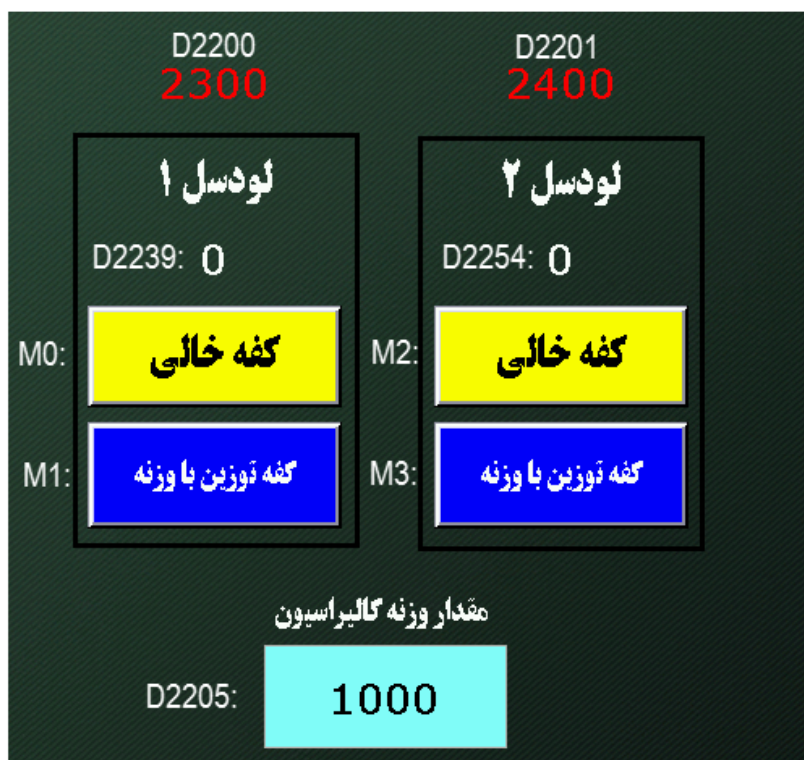 D2200 D2201
2300 2400
لودسل ۱ لودسل ۲
D2239: 0 D2254: 0
M0: کفه خالی M2: کفه خالی
M1: کفه توزین با وزنه M3: کفه توزین با وزنه
مقدار وزنه کالیراسیون
D2205: 1000